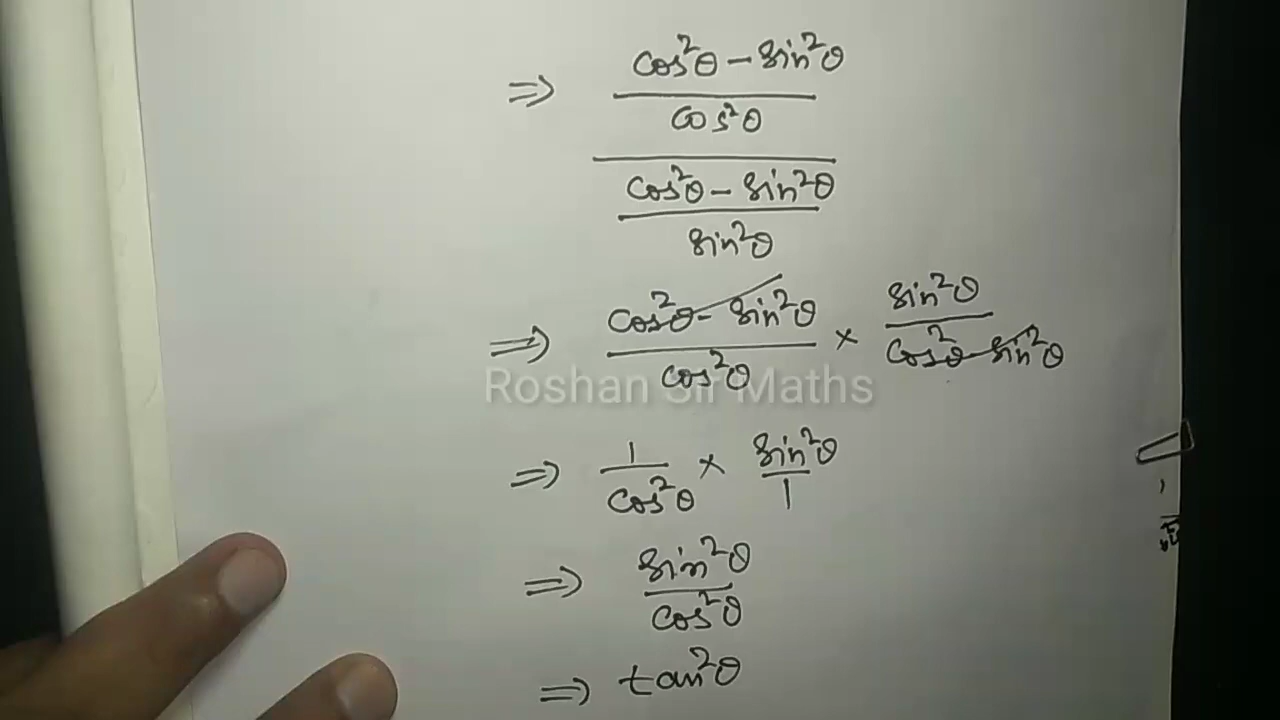 ⇒ cos²θ - sin²θ
cos²θ
cos²θ - sin²θ
sin²θ
⇒ cos²θ - sin²θ / cos²θ × sin²θ / cos²θ - sin²θ
Roshan Sir Maths
⇒ 1/cos²θ × sin²θ/1
⇒ sin²θ/cos²θ
⇒ tan²θ